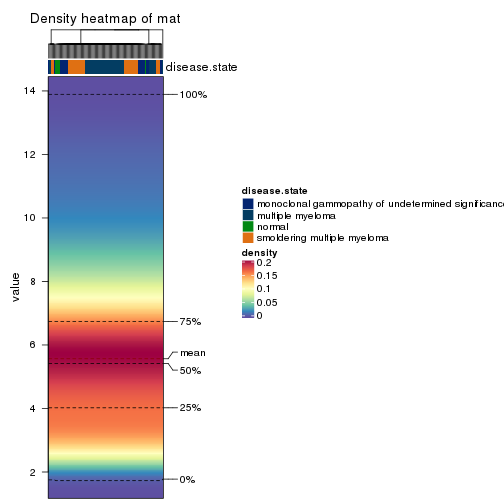 Density heatmap of mat
disease.state
value
14
12
10
8
6
4
2
100%
75%
mean
50%
25%
0%
disease.state
monoclonal gammopathy of undetermined significance
multiple myeloma
normal
smoldering multiple myeloma
density
0.2
0.15
0.1
0.05
0